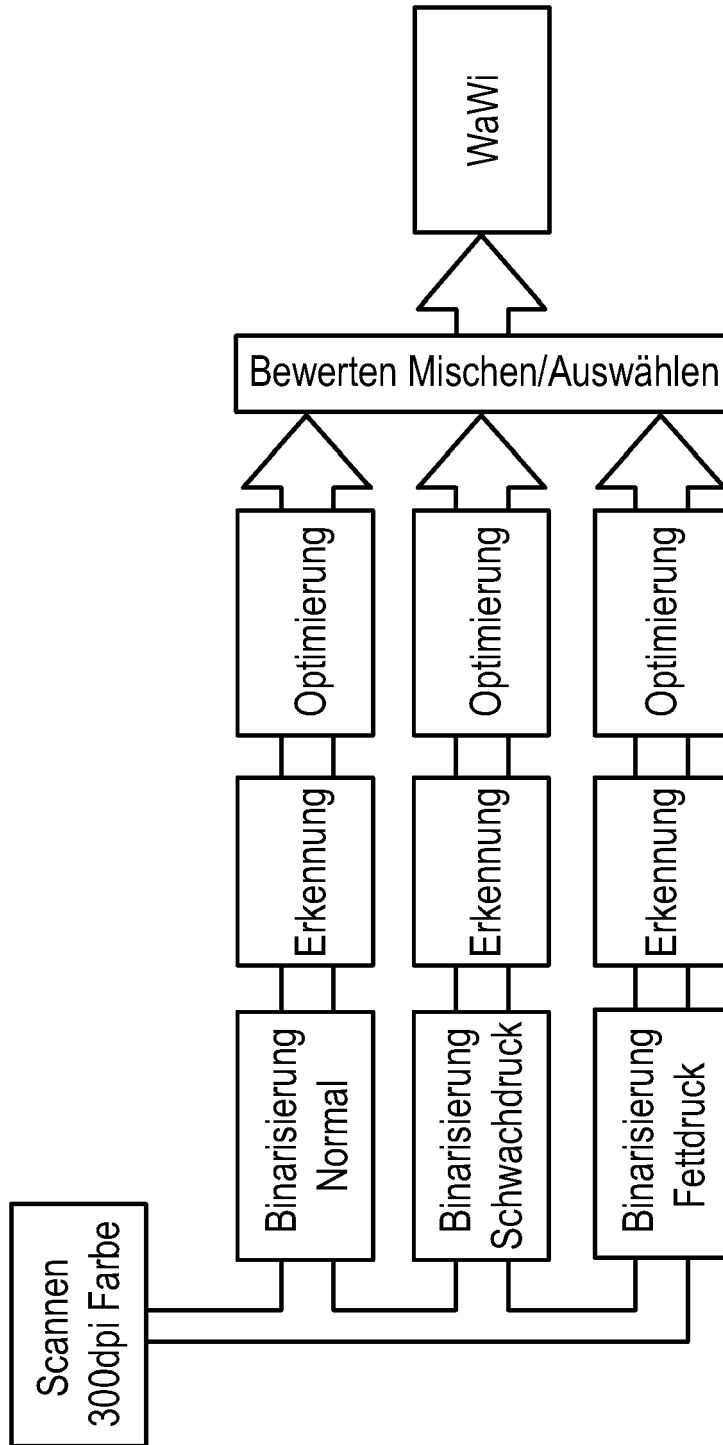 Scannen
300dpi Farbe
Binarisierung
Normal
Erkennung
Optimierung
Binarisierung
Schwachdruck
Erkennung
Optimierung
Binarisierung
Fettdruck
Erkennung
Optimierung
Bewerten Mischen/Auswählen
WaWi